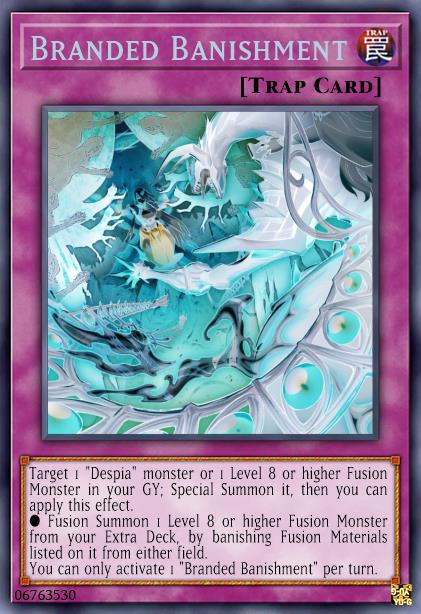 Branded Banishment
TRAP
罠
[Trap Card]
Target 1 "Despia" monster or 1 Level 8 or higher Fusion
Monster in your GY; Special Summon it, then you can
apply this effect.
● Fusion Summon 1 Level 8 or higher Fusion Monster
from your Extra Deck, by banishing Fusion Materials
listed on it from either field.
You can only activate 1 "Branded Banishment" per turn.
06763530